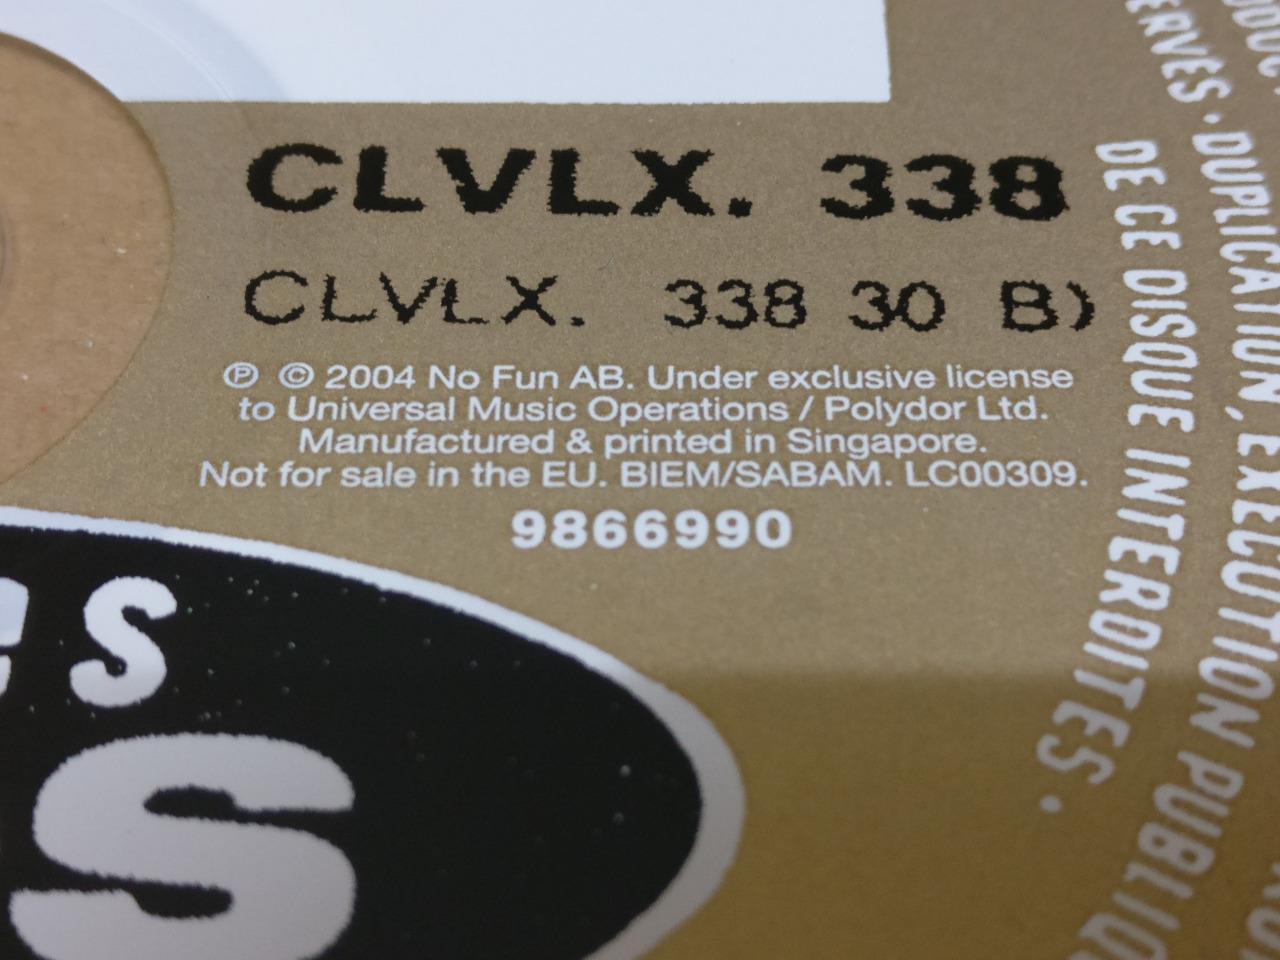 CLVLX. 338
CLVLX. 338 30 B)
℗ © 2004 No Fun AB. Under exclusive license
to Universal Music Operations / Polydor Ltd.
Manufactured & printed in Singapore.
Not for sale in the EU. BIEM/SABAM. LC00309.
9866990
S
S
DUPLICATION, EXECUTION
DE CE DISQUE INTERDITES.